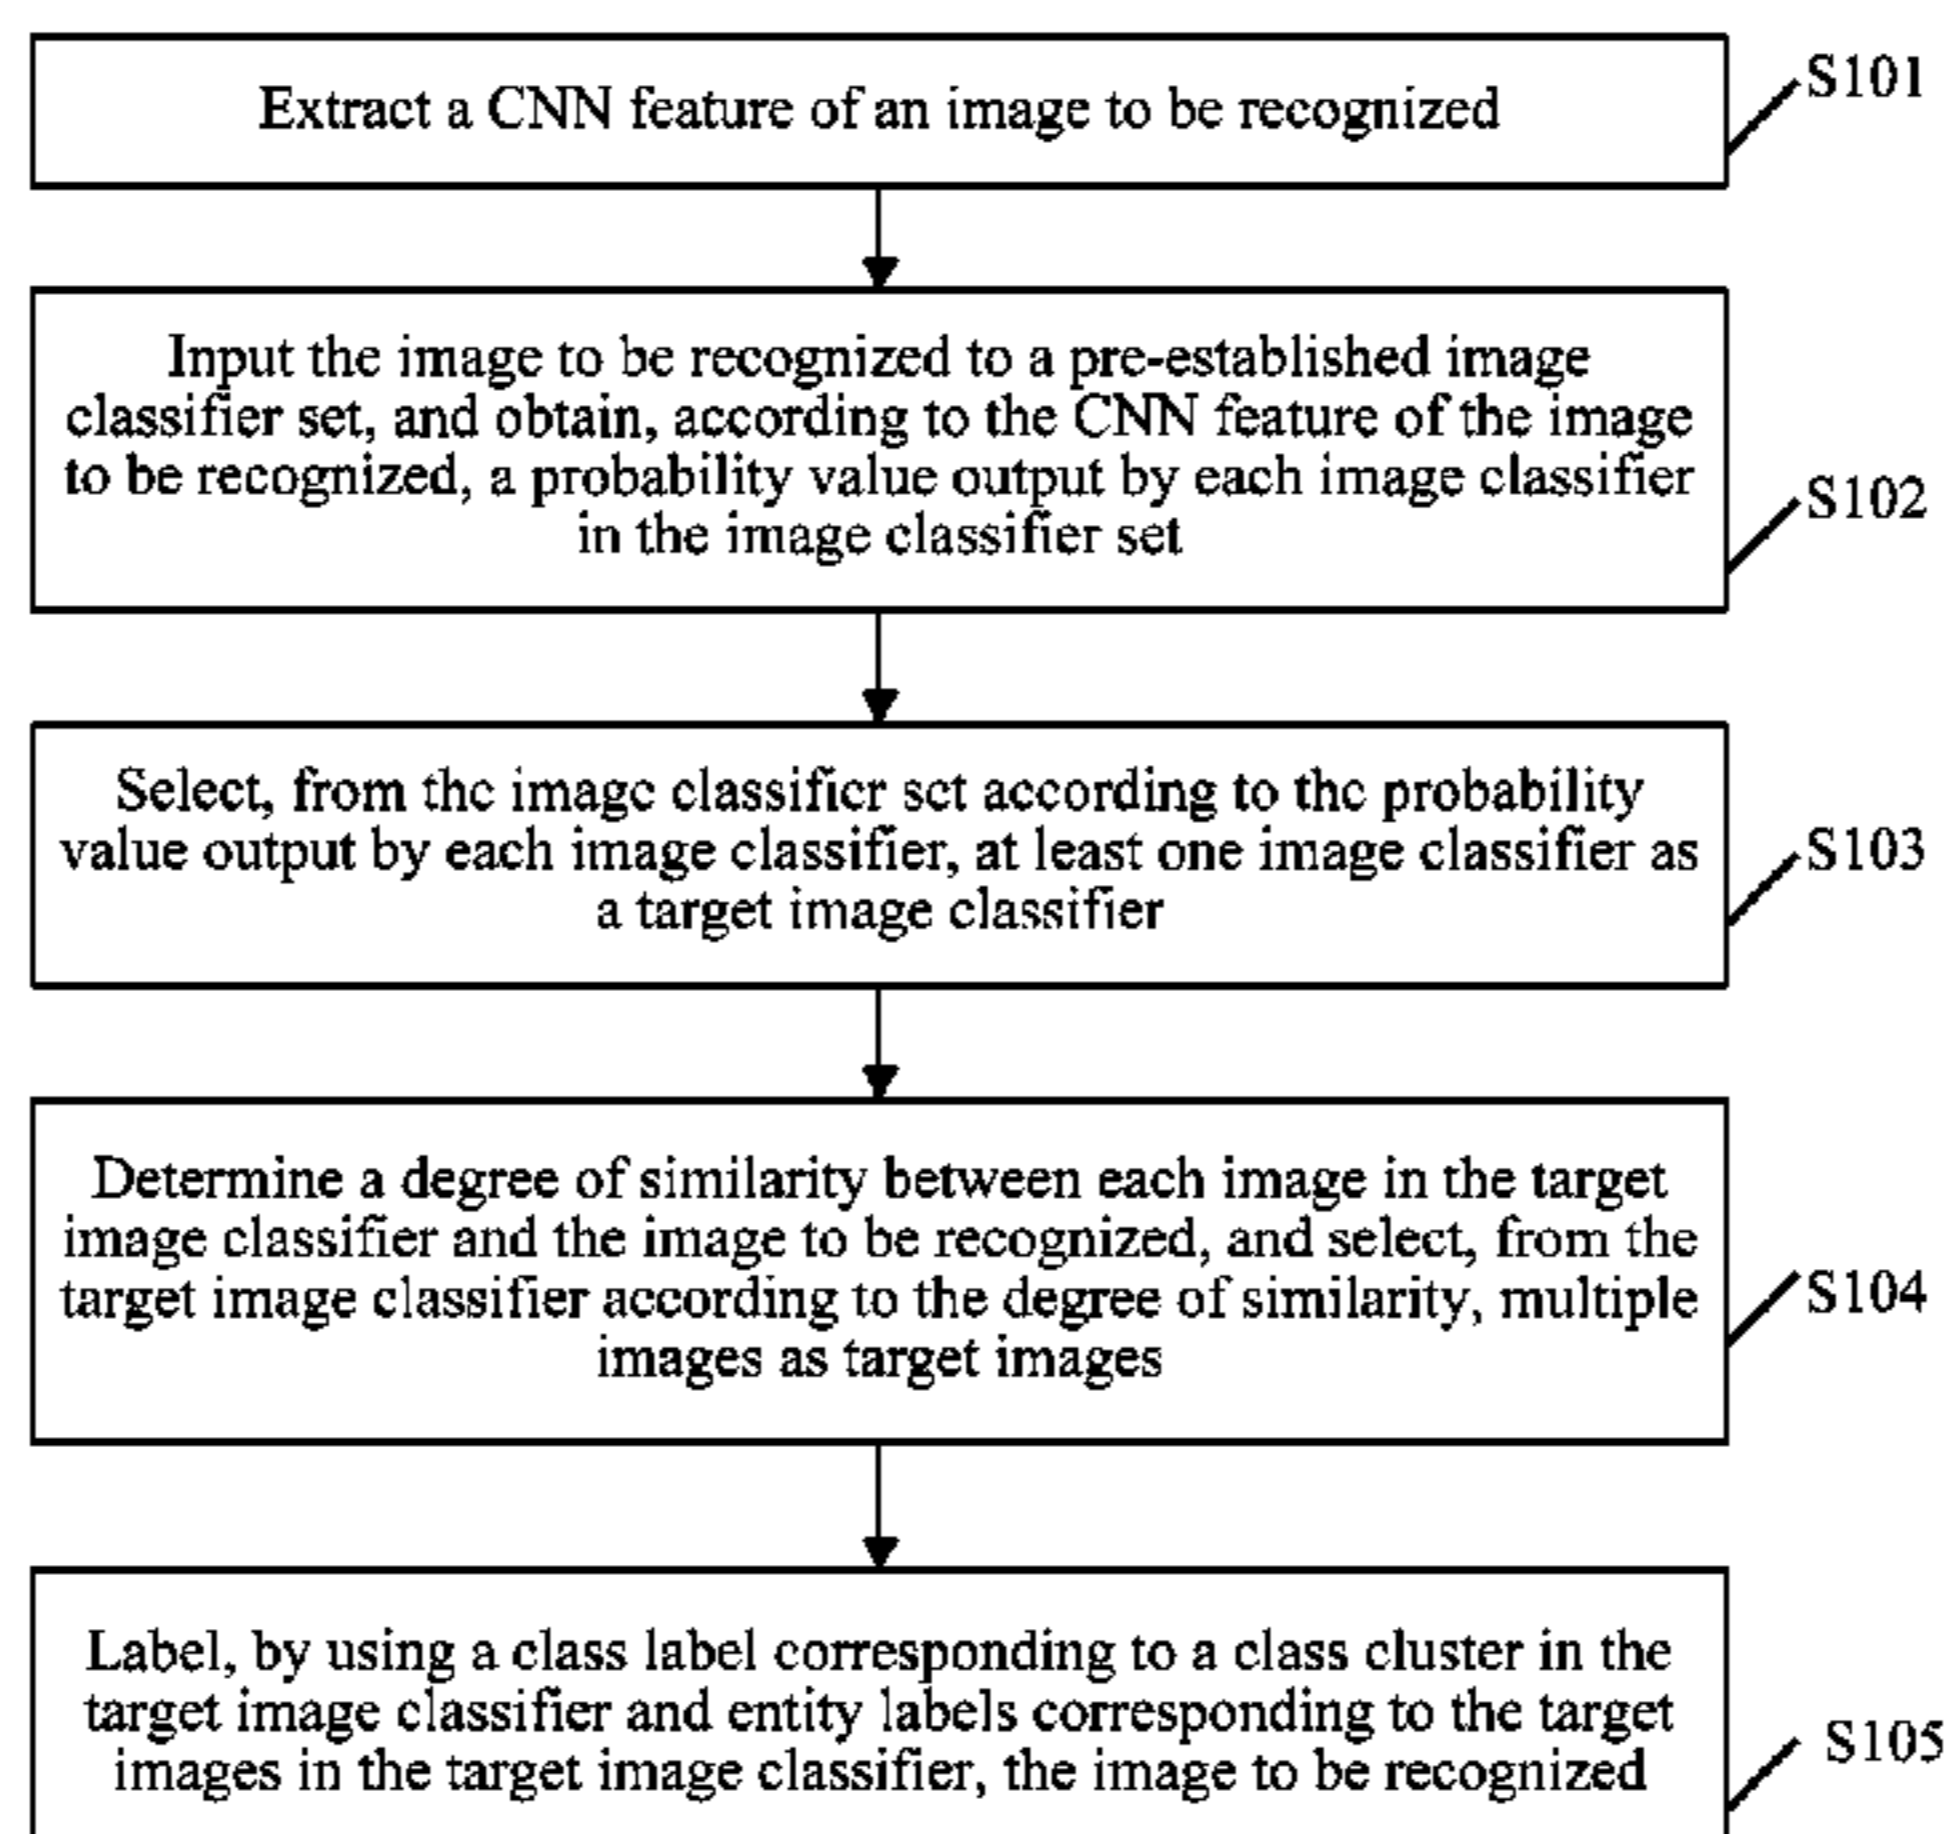 Extract a CNN feature of an image to be recognized
S101
Input the image to be recognized to a pre-established image
classifier set, and obtain, according to the CNN feature of the image
to be recognized, a probability value output by each image classifier
in the image classifier set
S102
Select, from the image classifier set according to the probability
value output by each image classifier, at least one image classifier as
a target image classifier
S103
Determine a degree of similarity between each image in the target
image classifier and the image to be recognized, and select, from the
target image classifier according to the degree of similarity, multiple
images as target images
S104
Label, by using a class label corresponding to a class cluster in the
target image classifier and entity labels corresponding to the target
images in the target image classifier, the image to be recognized
S105